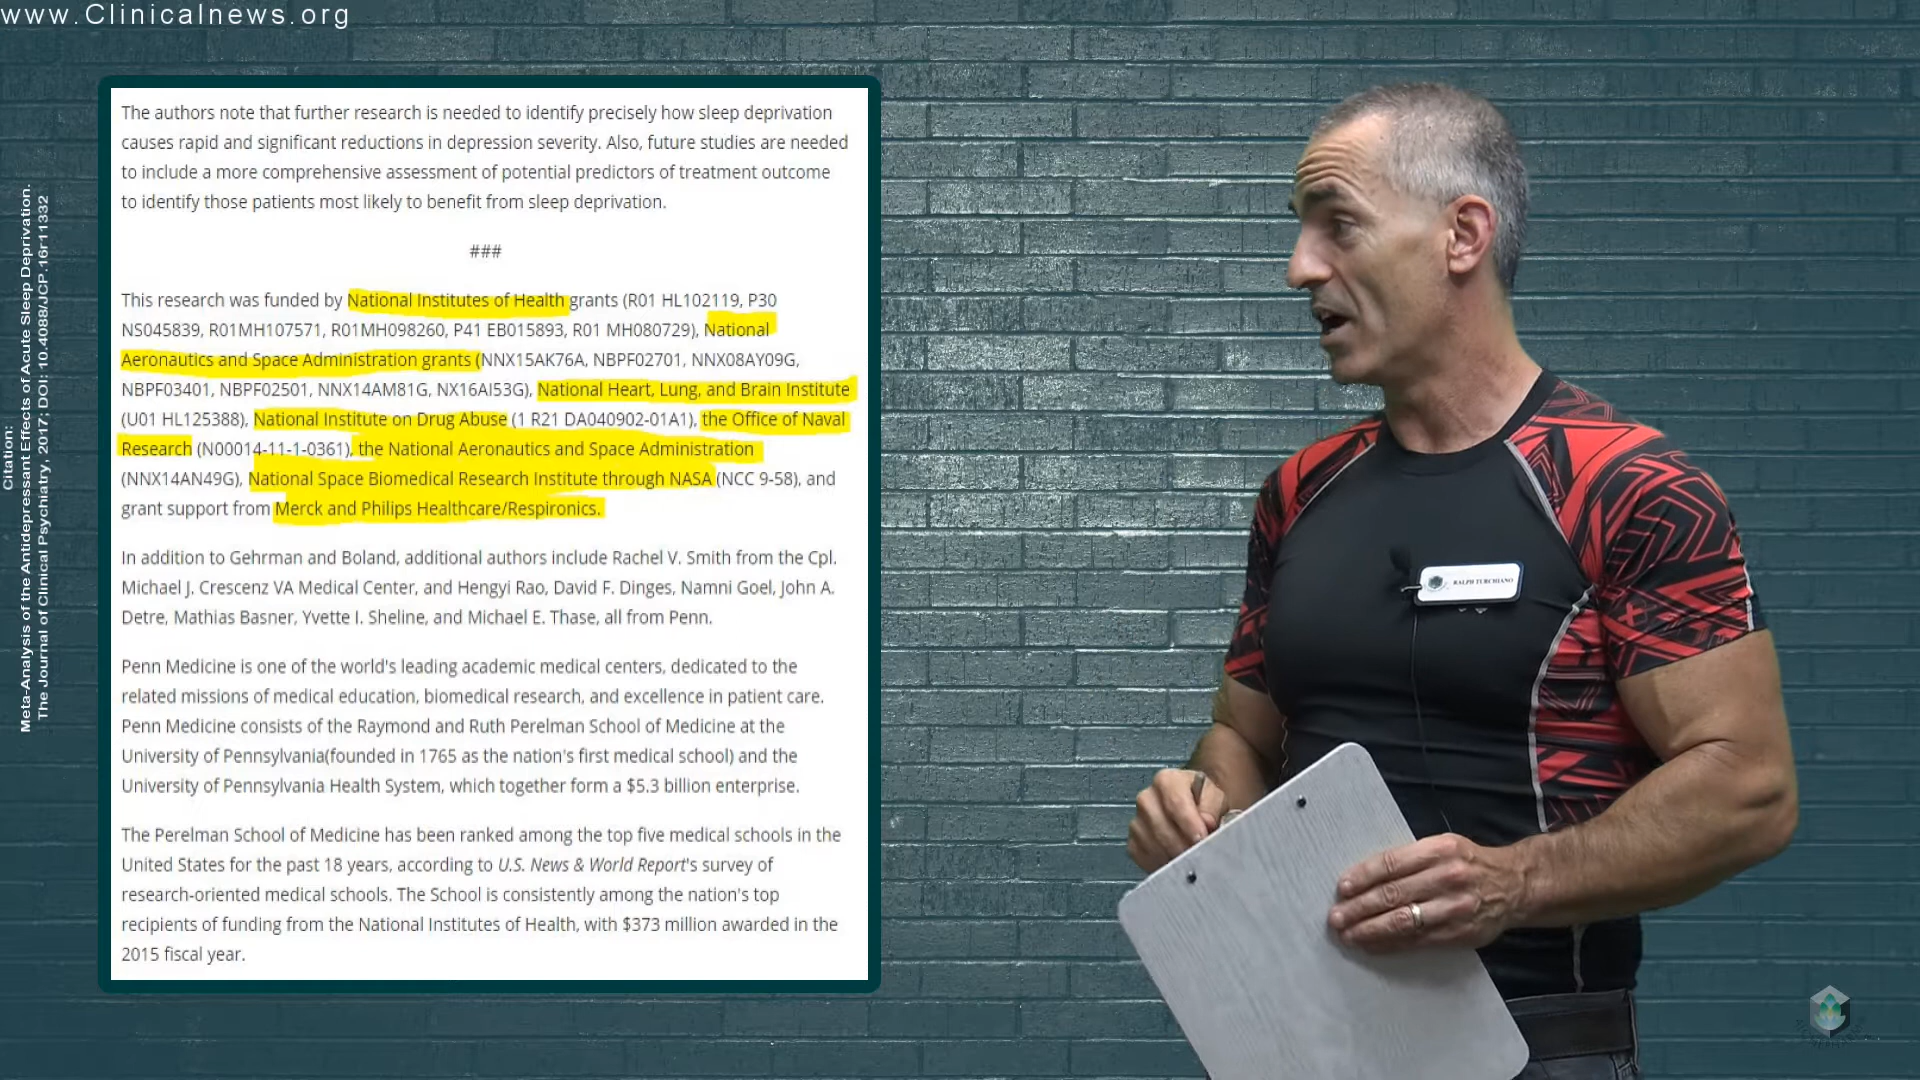 www.Clinicalnews.org
Citation:
Meta-Analysis of the Antidepressant Effects of Acute Sleep Deprivation.
The Journal of Clinical Psychiatry, 2017; DOI: 10.4088/JCP.16r11332
The authors note that further research is needed to identify precisely how sleep deprivation
causes rapid and significant reductions in depression severity. Also, future studies are needed
to include a more comprehensive assessment of potential predictors of treatment outcome
to identify those patients most likely to benefit from sleep deprivation.
###
This research was funded by National Institutes of Health grants (R01 HL102119, P30
NS045839, R01MH107571, R01MH098260, P41 EB015893, R01 MH080729), National
Aeronautics and Space Administration grants (NNX15AK76A, NBPF02701, NNX08AY09G,
NBPF03401, NBPF02501, NNX14AM81G, NX16AI53G), National Heart, Lung, and Brain Institute
(U01 HL125388), National Institute on Drug Abuse (1 R21 DA040902-01A1), the Office of Naval
Research (N00014-11-1-0361), the National Aeronautics and Space Administration
(NNX14AN49G), National Space Biomedical Research Institute through NASA (NCC 9-58), and
grant support from Merck and Philips Healthcare/Respironics.
In addition to Gehrman and Boland, additional authors include Rachel V. Smith from the Cpl.
Michael J. Crescenz VA Medical Center, and Hengyi Rao, David F. Dinges, Namni Goel, John A.
Detre, Mathias Basner, Yvette I. Sheline, and Michael E. Thase, all from Penn.
Penn Medicine is one of the world's leading academic medical centers, dedicated to the
related missions of medical education, biomedical research, and excellence in patient care.
Penn Medicine consists of the Raymond and Ruth Perelman School of Medicine at the
University of Pennsylvania(founded in 1765 as the nation's first medical school) and the
University of Pennsylvania Health System, which together form a $5.3 billion enterprise.
The Perelman School of Medicine has been ranked among the top five medical schools in the
United States for the past 18 years, according to U.S. News & World Report's survey of
research-oriented medical schools. The School is consistently among the nation's top
recipients of funding from the National Institutes of Health, with $373 million awarded in the
2015 fiscal year.
RALPH TURCHIANO